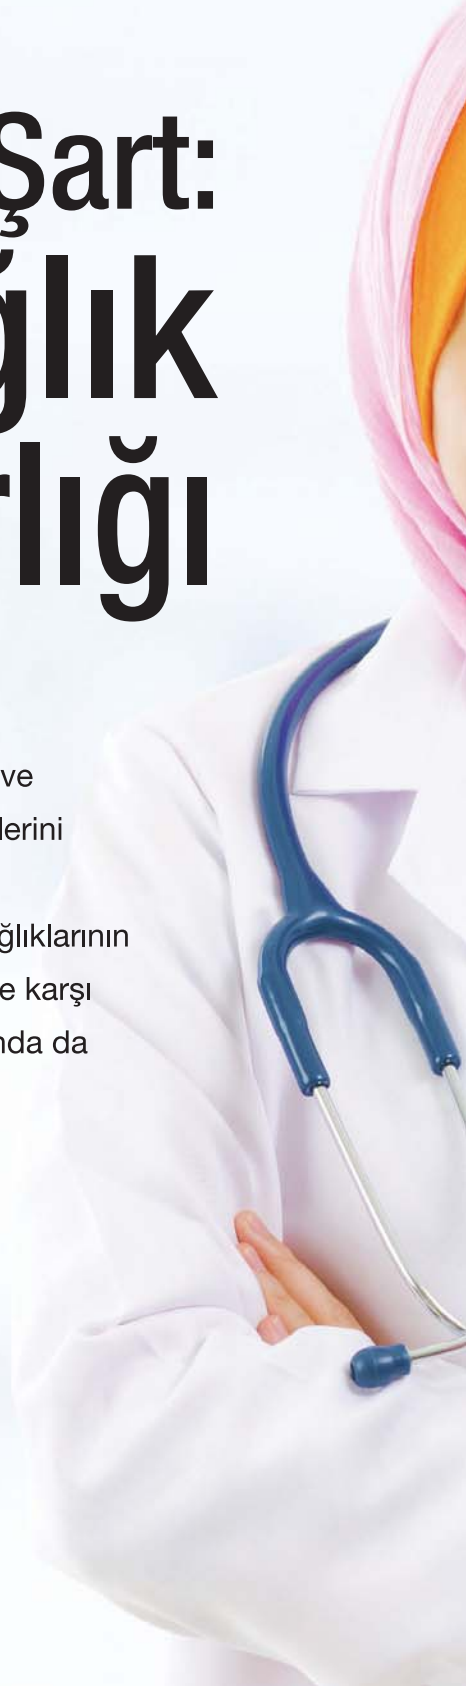 Şart:
ğlık
rlığı
ve
lerini
ğlıklarının
e karşı
nda da